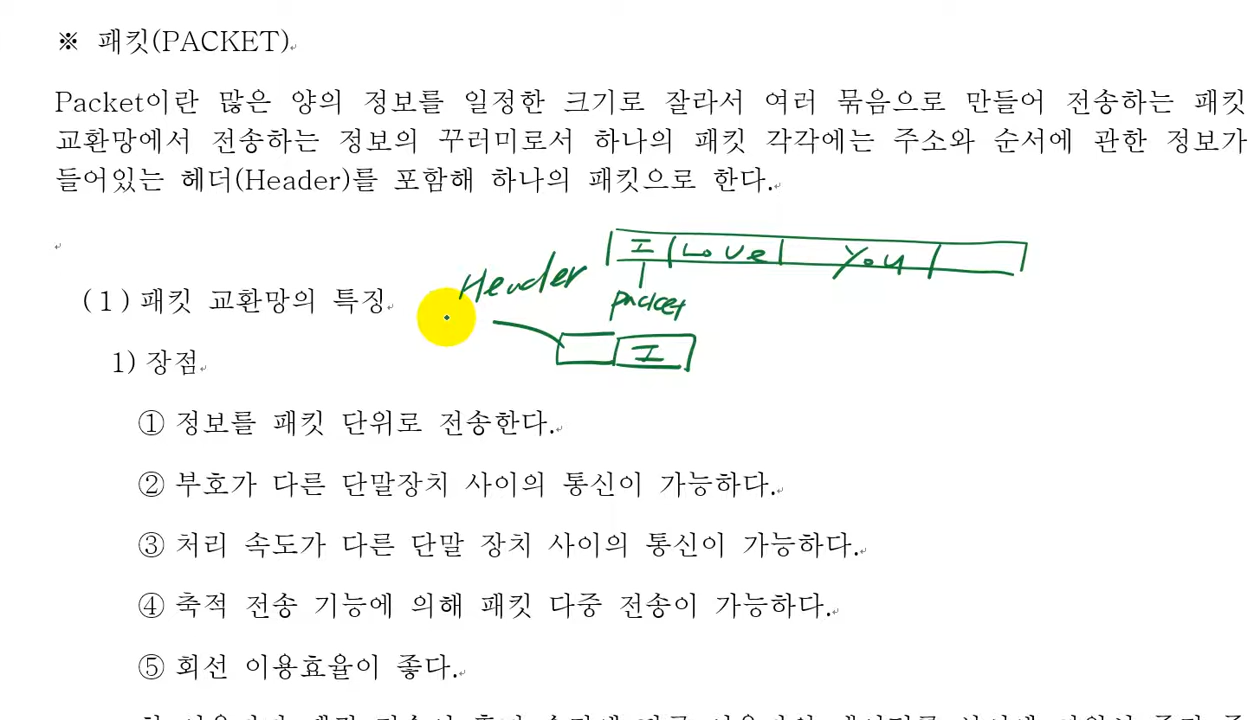 ※ 패킷(PACKET)
Packet이란 많은 양의 정보를 일정한 크기로 잘라서 여러 묶음으로 만들어 전송하는 패킷
교환망에서 전송하는 정보의 꾸러미로서 하나의 패킷 각각에는 주소와 순서에 관한 정보가
들어있는 헤더(Header)를 포함해 하나의 패킷으로 한다.
I Love You
Header
packet
(1) 패킷 교환망의 특징
I
1) 장점
① 정보를 패킷 단위로 전송한다.
② 부호가 다른 단말장치 사이의 통신이 가능하다.
③ 처리 속도가 다른 단말 장치 사이의 통신이 가능하다.
④ 축적 전송 기능에 의해 패킷 다중 전송이 가능하다.
⑤ 회선 이용효율이 좋다.